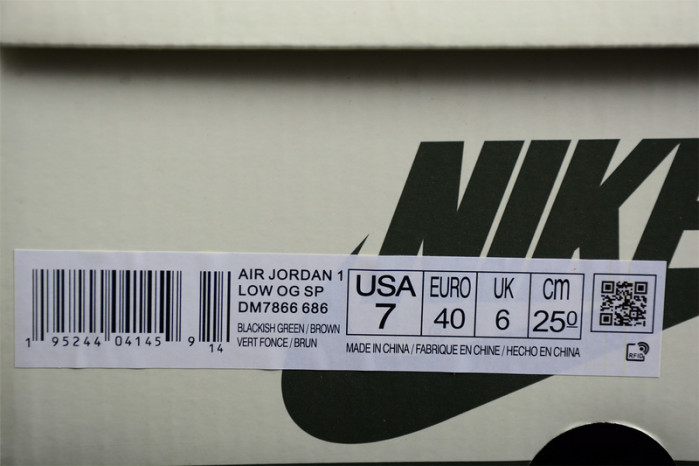 NIKE
AIR JORDAN 1
LOW OG SP
DM7866 686
BLACKISH GREEN / BROWN
VERT FONCE / BRUN
1 95244 04145 9 14
USA EURO UK cm
7 40 6 25 0
MADE IN CHINA / FABRIQUE EN CHINE / HECHO EN CHINA
RFID